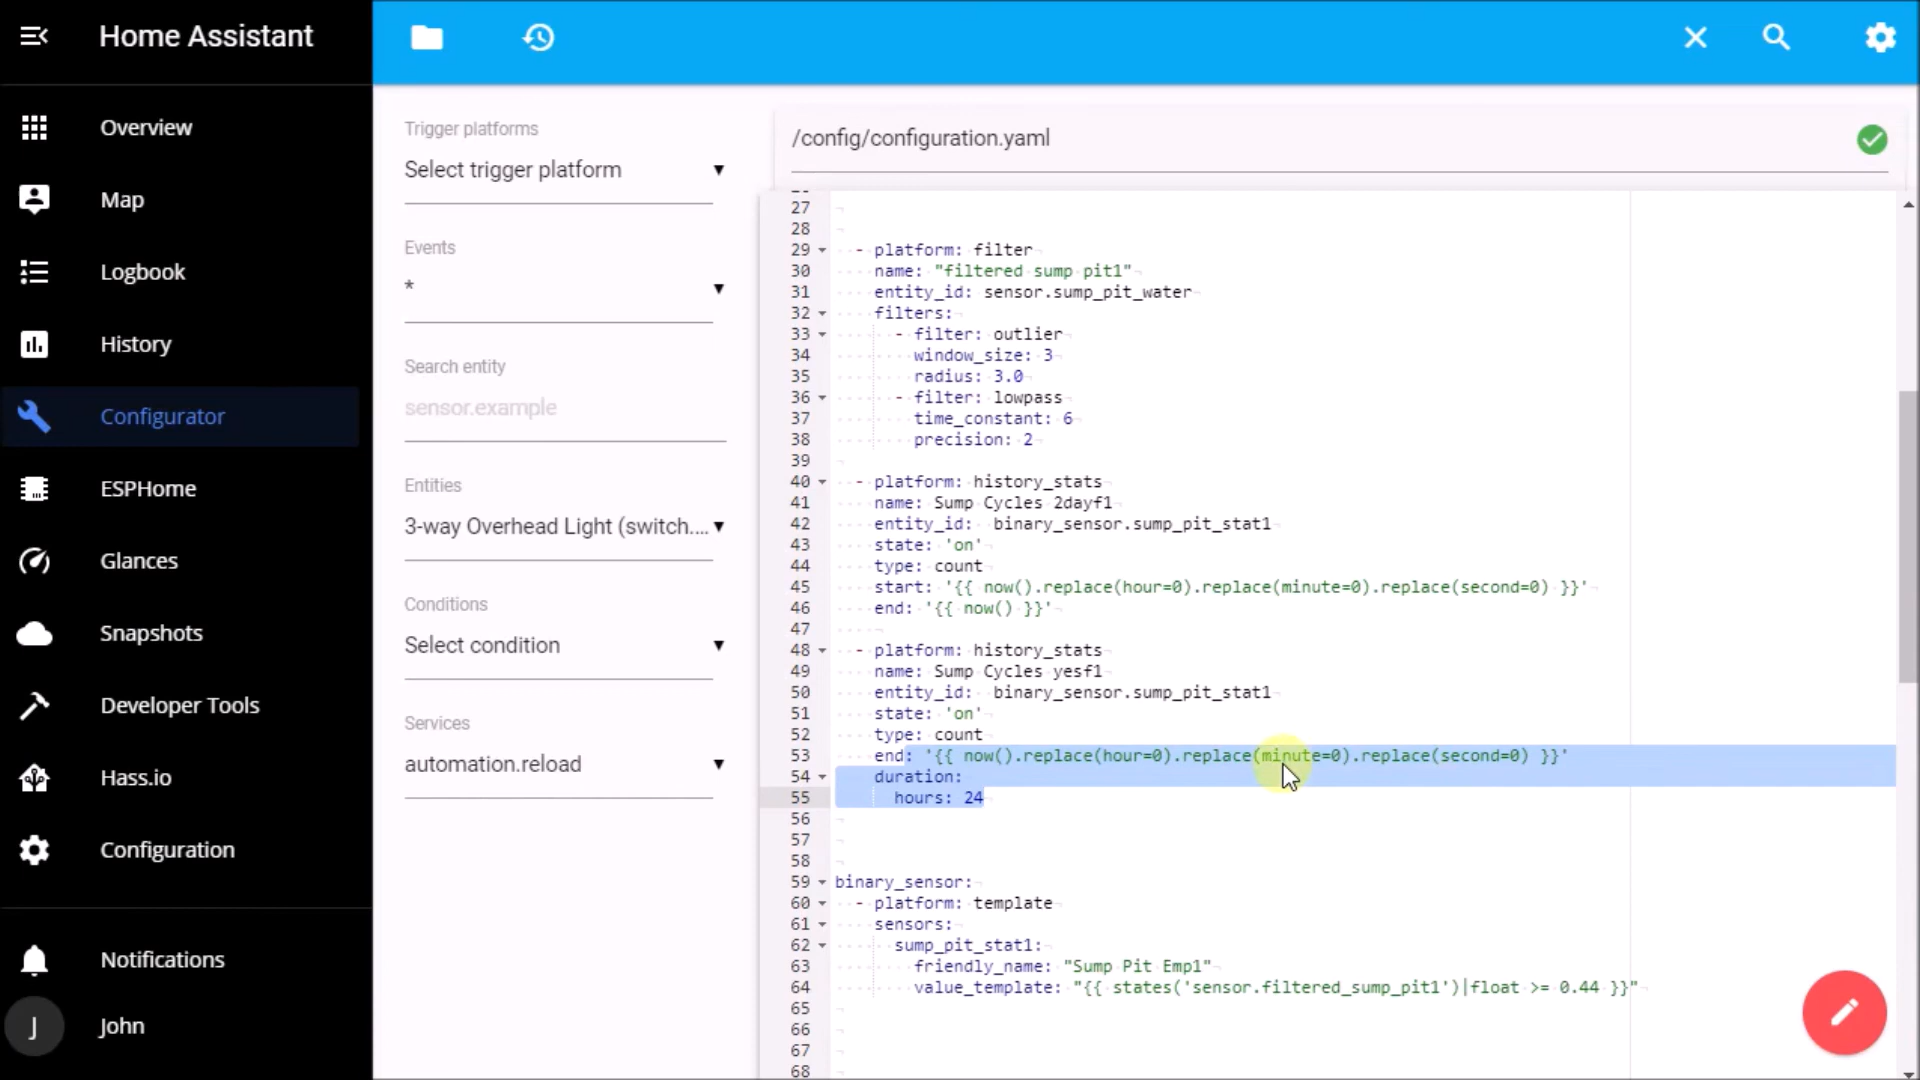 Home Assistant
Overview
Map
Logbook
History
Configurator
ESPHome
Glances
Snapshots
Developer Tools
Hass.io
Configuration
Notifications
J
John
Trigger platforms
Select trigger platform
Events
*
Search entity
sensor.example
Entities
3-way Overhead Light (switch....
Conditions
Select condition
Services
automation.reload
/config/configuration.yaml
27
28
29 - platform: filter
30 name: "filtered sump pit1"
31 entity_id: sensor.sump_pit_water
32 filters:
33 - filter: outlier
34 window_size: 3
35 radius: 3.0
36 - filter: lowpass
37 time_constant: 6
38 precision: 2
39
40 - platform: history_stats
41 name: Sump Cycles 2dayf1
42 entity_id: binary_sensor.sump_pit_stat1
43 state: 'on'
44 type: count
45 start: '{{ now().replace(hour=0).replace(minute=0).replace(second=0) }}'
46 end: '{{ now() }}'
47
48 - platform: history_stats
49 name: Sump Cycles yesf1
50 entity_id: binary_sensor.sump_pit_stat1
51 state: 'on'
52 type: count
53 end: '{{ now().replace(hour=0).replace(minute=0).replace(second=0) }}'
54 duration:
55 hours: 24
56
57
58
59 binary_sensor:
60 - platform: template
61 sensors:
62 sump_pit_stat1:
63 friendly_name: "Sump Pit Emp1"
64 value_template: "{{ states('sensor.filtered_sump_pit1')|float >= 0.44 }}"
65
66
67
68